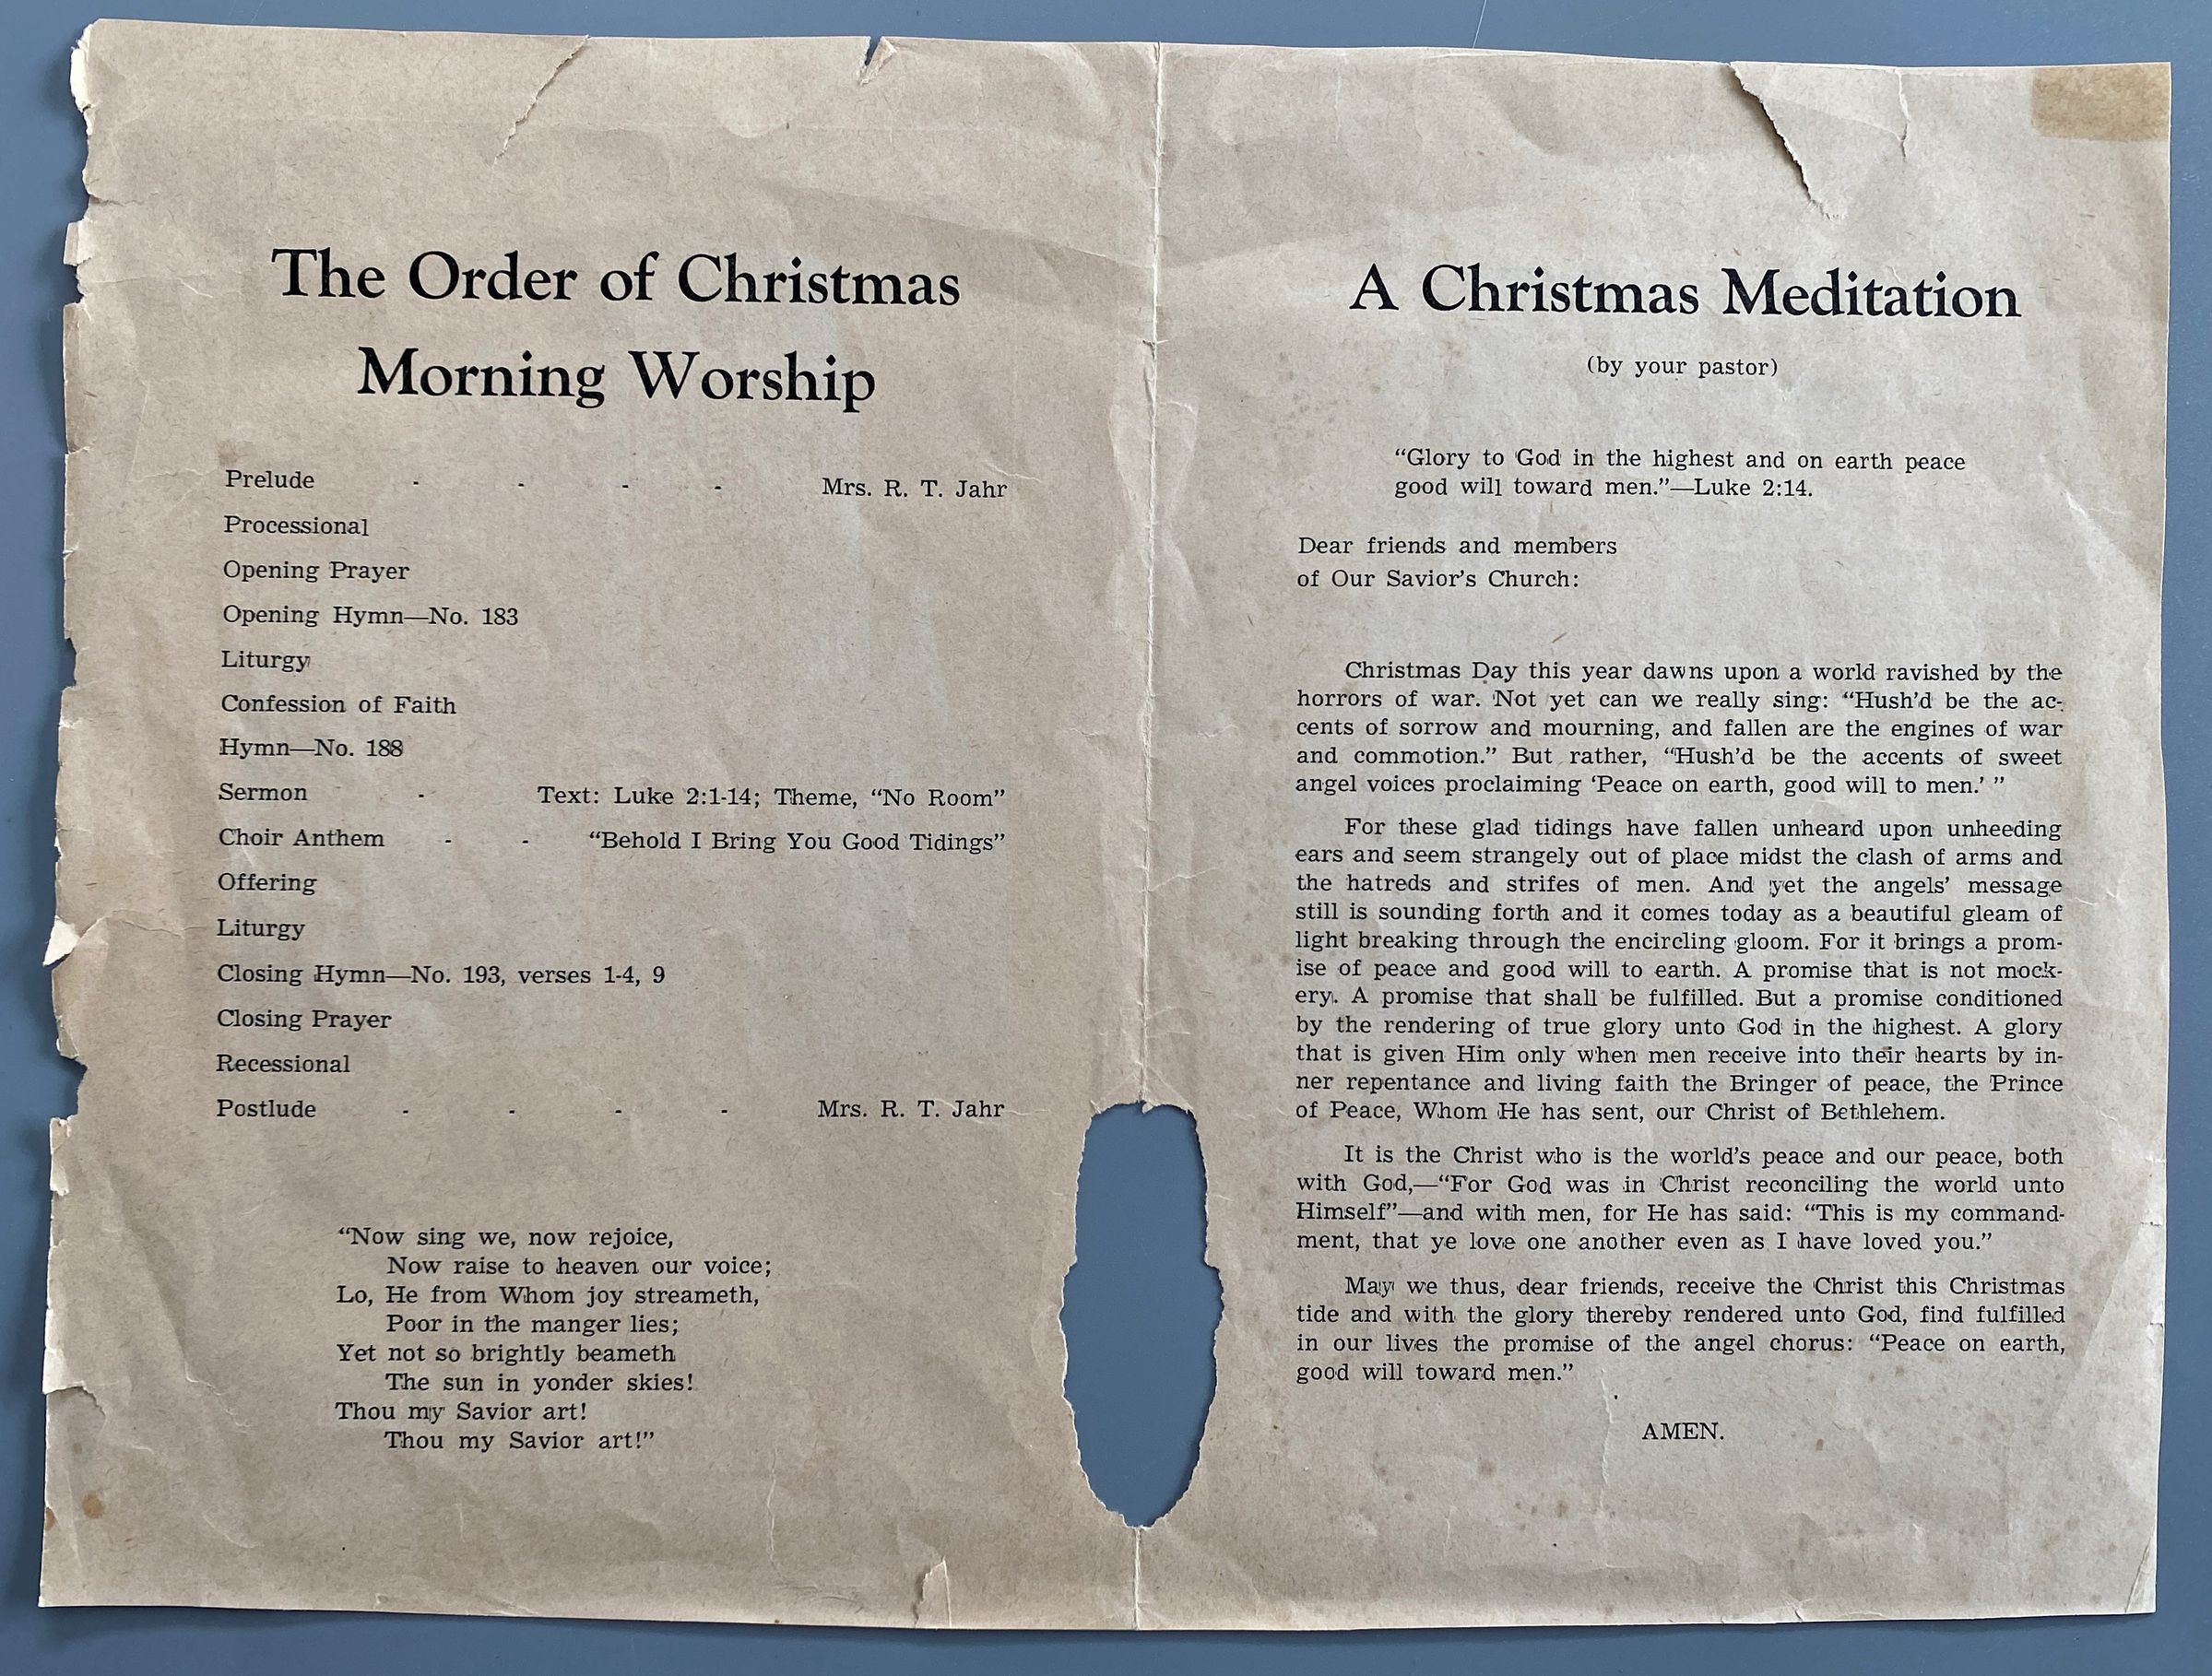 The Order of Christmas
Morning Worship
Prelude - - - - Mrs. R. T. Jahr
Processional
Opening Prayer
Opening Hymn—No. 183
Liturgy
Confession of Faith
Hymn—No. 188
Sermon - Text: Luke 2:1-14; Theme, “No Room”
Choir Anthem - - “Behold I Bring You Good Tidings”
Offering
Liturgy
Closing Hymn—No. 193, verses 1-4, 9
Closing Prayer
Recessional
Postlude - - - - Mrs. R. T. Jahr
“Now sing we, now rejoice,
Now raise to heaven our voice;
Lo, He from Whom joy streameth,
Poor in the manger lies;
Yet not so brightly beameth
The sun in yonder skies!
Thou my Savior art!
Thou my Savior art!”
A Christmas Meditation
(by your pastor)
“Glory to God in the highest and on earth peace
good will toward men.”—Luke 2:14.
Dear friends and members
of Our Savior’s Church:
Christmas Day this year dawns upon a world ravished by the
horrors of war. Not yet can we really sing: “Hush’d be the ac-
cents of sorrow and mourning, and fallen are the engines of war
and commotion.” But rather, “Hush’d be the accents of sweet
angel voices proclaiming ‘Peace on earth, good will to men.’ ”
For these glad tidings have fallen unheard upon unheeding
ears and seem strangely out of place midst the clash of arms and
the hatreds and strifes of men. And yet the angels’ message
still is sounding forth and it comes today as a beautiful gleam of
light breaking through the encircling gloom. For it brings a prom-
ise of peace and good will to earth. A promise that is not mock-
ery. A promise that shall be fulfilled. But a promise conditioned
by the rendering of true glory unto God in the highest. A glory
that is given Him only when men receive into their hearts by in-
ner repentance and living faith the Bringer of peace, the Prince
of Peace, Whom He has sent, our Christ of Bethlehem.
It is the Christ who is the world’s peace and our peace, both
with God,—“For God was in Christ reconciling the world unto
Himself”—and with men, for He has said: “This is my command-
ment, that ye love one another even as I have loved you.”
May we thus, dear friends, receive the Christ this Christmas
tide and with the glory thereby rendered unto God, find fulfilled
in our lives the promise of the angel chorus: “Peace on earth,
good will toward men.”
AMEN.